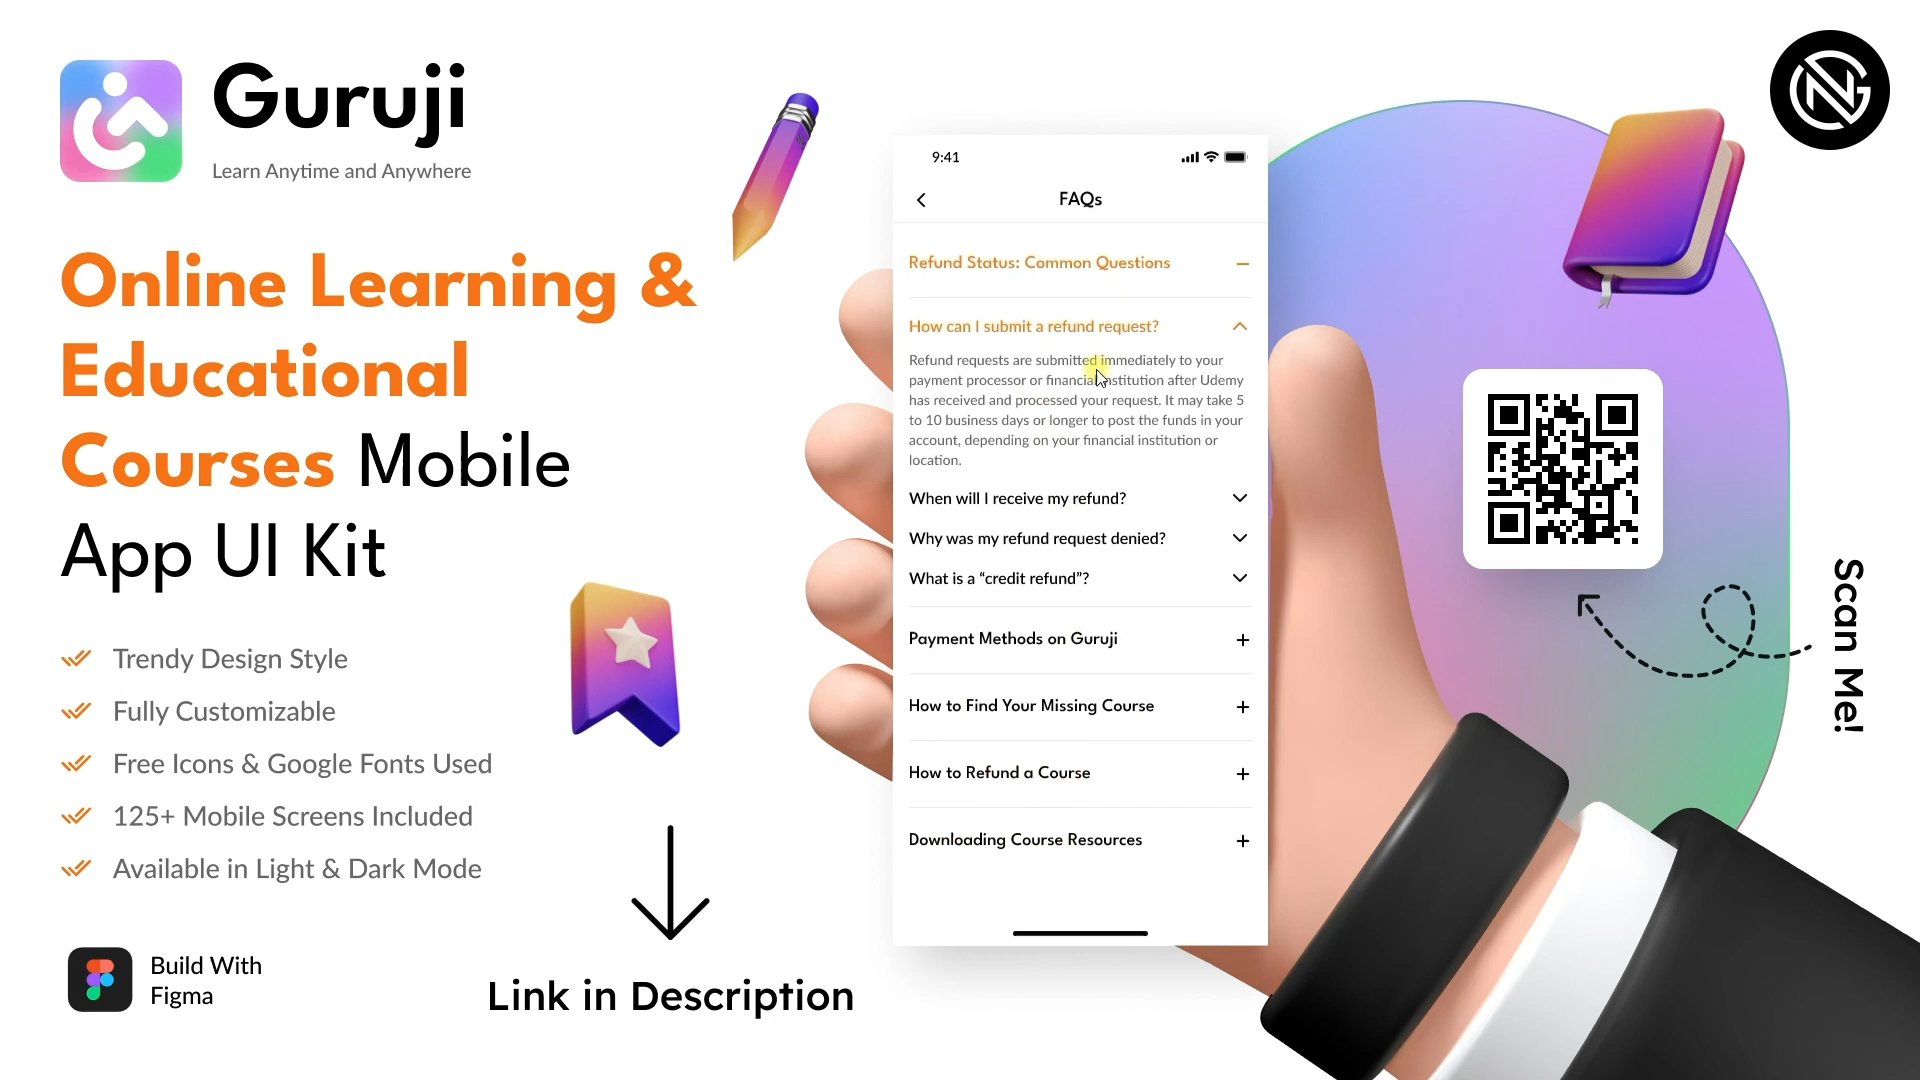 Guruji
Learn Anytime and Anywhere
Online Learning &
Educational
Courses Mobile
App UI Kit
Trendy Design Style
Fully Customizable
Free Icons & Google Fonts Used
125+ Mobile Screens Included
Available in Light & Dark Mode
Build With
Figma
Link in Description
9:41
FAQs
Refund Status: Common Questions
How can I submit a refund request?
Refund requests are submitted immediately to your
payment processor or financial institution after Udemy
has received and processed your request. It may take 5
to 10 business days or longer to post the funds in your
account, depending on your financial institution or
location.
When will I receive my refund?
Why was my refund request denied?
What is a “credit refund”?
Payment Methods on Guruji
How to Find Your Missing Course
How to Refund a Course
Downloading Course Resources
Scan Me!